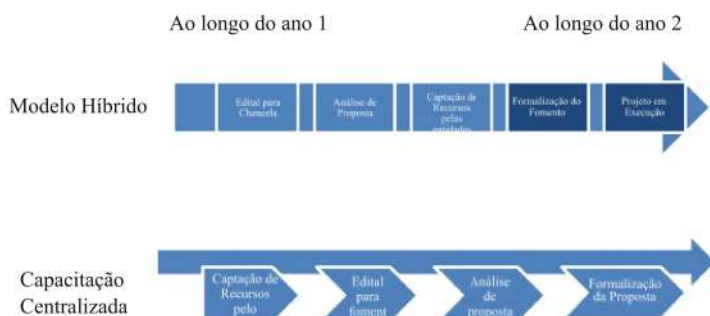 Ao longo do ano 1
Ao longo do ano 2
Modelo Híbrido
Edital para
Chancela
Análise de
Proposta
Captação de
Recursos
pelas
entidades
Formalização do
Fomento
Projeto em
Execução
Capacitação
Centralizada
Captação de
Recursos
pelo
Edital
para
foment
Análise
de
proposta
Formalização
da Proposta